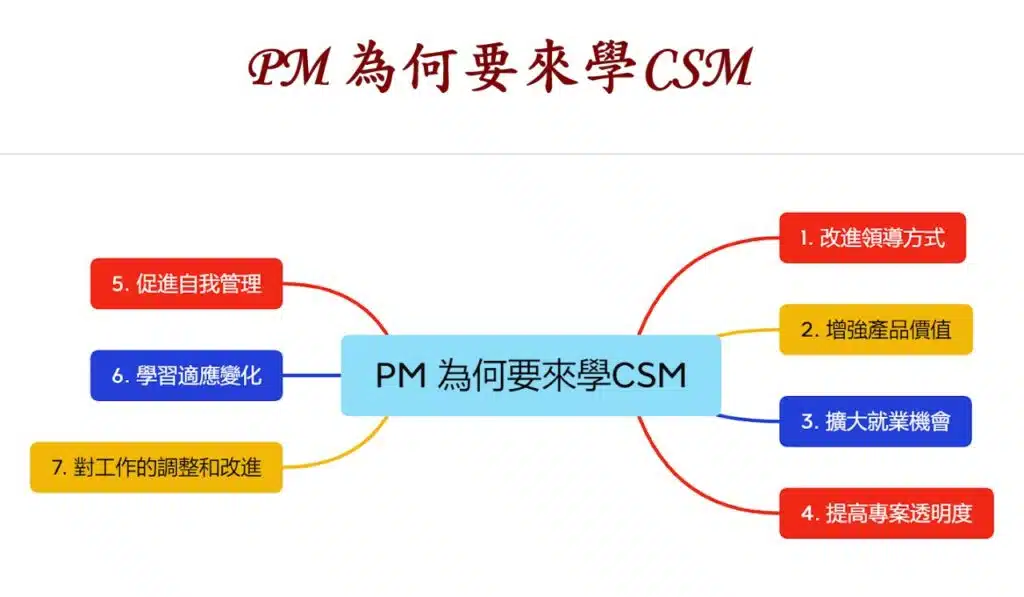 PM 為何要來學CSM
PM 為何要來學CSM
1. 改進領導方式
2. 增強產品價值
3. 擴大就業機會
4. 提高專案透明度
5. 促進自我管理
6. 學習適應變化
7. 對工作的調整和改進